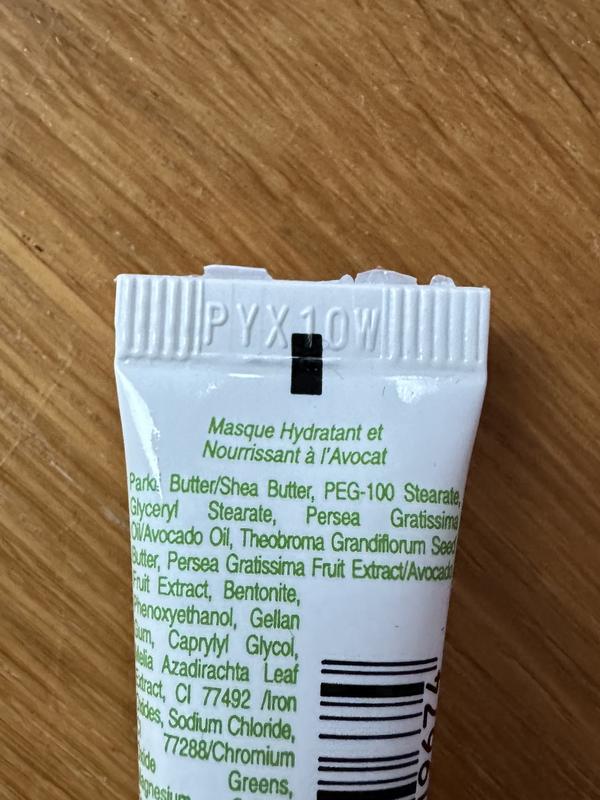 PYX10W
Masque Hydratant et
Nourrissant à l'Avocat
Butter/Shea Butter, PEG-100 Stearate,
Glyceryl Stearate, Persea Gratissima
Oil/Avocado Oil, Theobroma Grandiflorum Seed
Butter, Persea Gratissima Fruit Extract/Avocado
Fruit Extract, Bentonite,
Phenoxyethanol, Gellan
Gum, Caprylyl Glycol,
Melia Azadirachta Leaf
Extract, CI 77492 /Iron
Oxides, Sodium Chloride,
77288/Chromium
Greens,